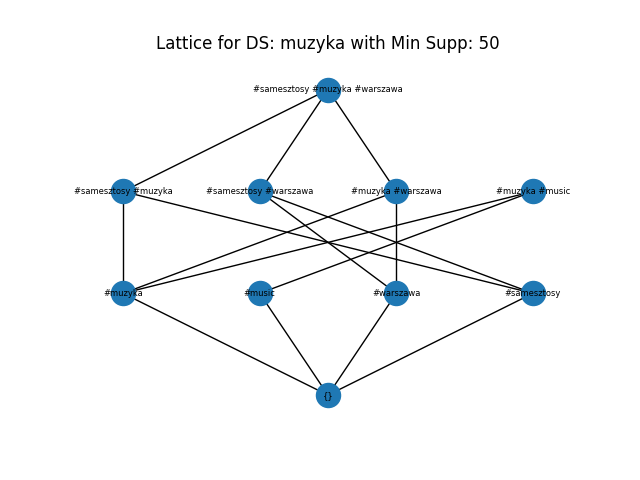 Lattice for DS: muzyka with Min Supp: 50
#samesztosy #muzyka #warszawa
#samesztosy #muzyka
#samesztosy #warszawa
#muzyka #warszawa
#muzyka #music
#muzyka
#music
#warszawa
#samesztosy
{}